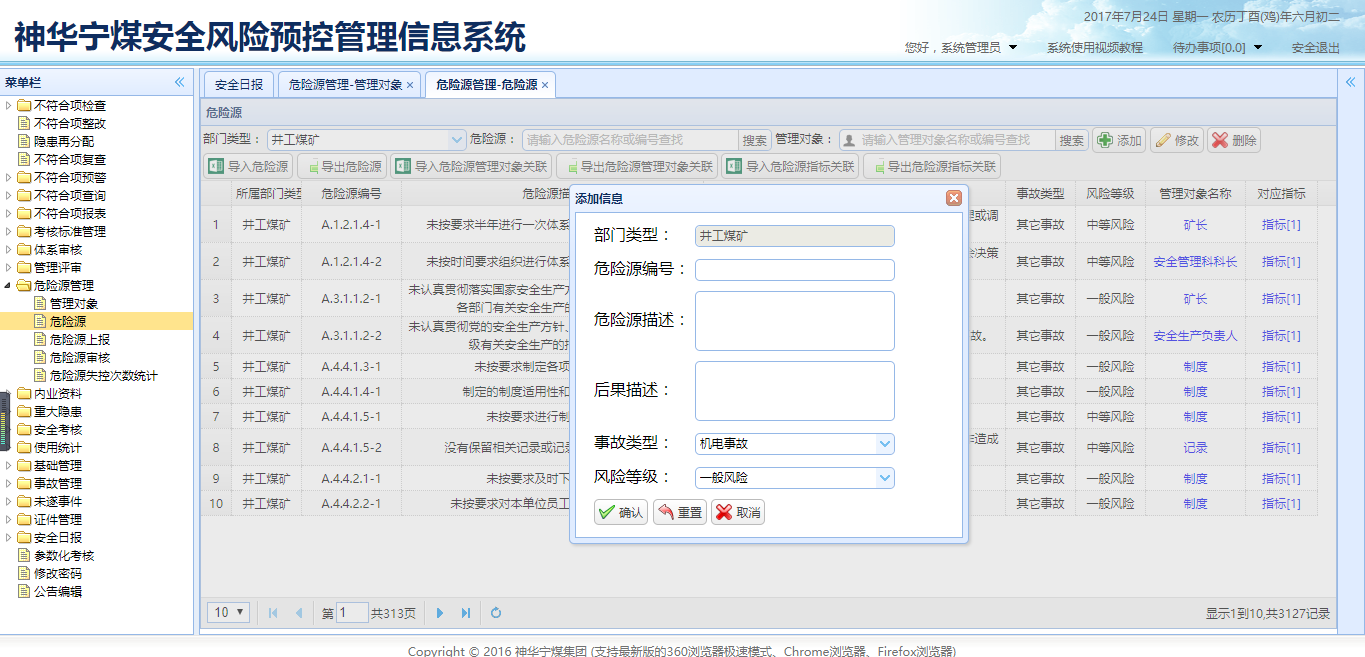 神华宁煤安全风险预控管理信息系统
2017年7月24日 星期一 农历丁酉(鸡)年六月初二
您好，系统管理员 系统使用视频教程 待办事项[0.0] 安全退出
菜单栏
不符合项检查
不符合项整改
隐患再分配
不符合项复查
不符合项预警
不符合项查询
不符合项报表
考核标准管理
体系审核
管理评审
危险源管理
管理对象
危险源
危险源上报
危险源审核
危险源失控次数统计
内业资料
重大隐患
安全考核
使用统计
基础管理
事故管理
未遂事件
证件管理
安全日报
参数化考核
修改密码
公告编辑
安全日报 危险源管理-管理对象 × 危险源管理-危险源 ×
危险源
部门类型： 井工煤矿 危险源： 请输入危险源名称或编号查找 搜索 管理对象： 请输入管理对象名称或编号查找 搜索 添加 修改 删除
导入危险源 导出危险源 导入危险源管理对象关联 导出危险源管理对象关联 导入危险源指标关联 导出危险源指标关联
所属部门类型 危险源编号 危险源描 事故类型 风险等级 管理对象名称 对应指标
1 井工煤矿 A.1.2.1.4-1 未按要求半年进行一次体系 或调 其它事故 中等风险 矿长 指标[1]
2 井工煤矿 A.1.2.1.4-2 未按时间要求组织进行体系 决策 其它事故 中等风险 安全管理科科长 指标[1]
3 井工煤矿 A.3.1.1.2-1 未认真贯彻落实国家安全生产方 其它事故 一般风险 矿长 指标[1]
各部门有关安全生产的
4 井工煤矿 A.3.1.1.2-2 未认真贯彻党的安全生产方针、 故。 其它事故 一般风险 安全生产负责人 指标[1]
级有关安全生产的指
5 井工煤矿 A.4.4.1.3-1 未按要求制定各项 其它事故 一般风险 制度 指标[1]
6 井工煤矿 A.4.4.1.4-1 制定的制度适用性和 其它事故 一般风险 制度 指标[1]
7 井工煤矿 A.4.4.1.5-1 未按要求进行制 其它事故 中等风险 制度 指标[1]
8 井工煤矿 A.4.4.1.5-2 没有保留相关记录或记录 造成 其它事故 中等风险 记录 指标[1]
9 井工煤矿 A.4.4.2.1-1 未按要求及时下 其它事故 一般风险 制度 指标[1]
10 井工煤矿 A.4.4.2.2-1 未按要求对本单位员工 其它事故 一般风险 制度 指标[1]
添加信息
部门类型： 井工煤矿
危险源编号：
危险源描述：
后果描述：
事故类型： 机电事故
风险等级： 一般风险
确认 重置 取消
10 第 1 共313页 显示1到10,共3127记录
Copyright © 2016 神华宁煤集团 (支持最新版的360浏览器极速模式、Chrome浏览器、Firefox浏览器)